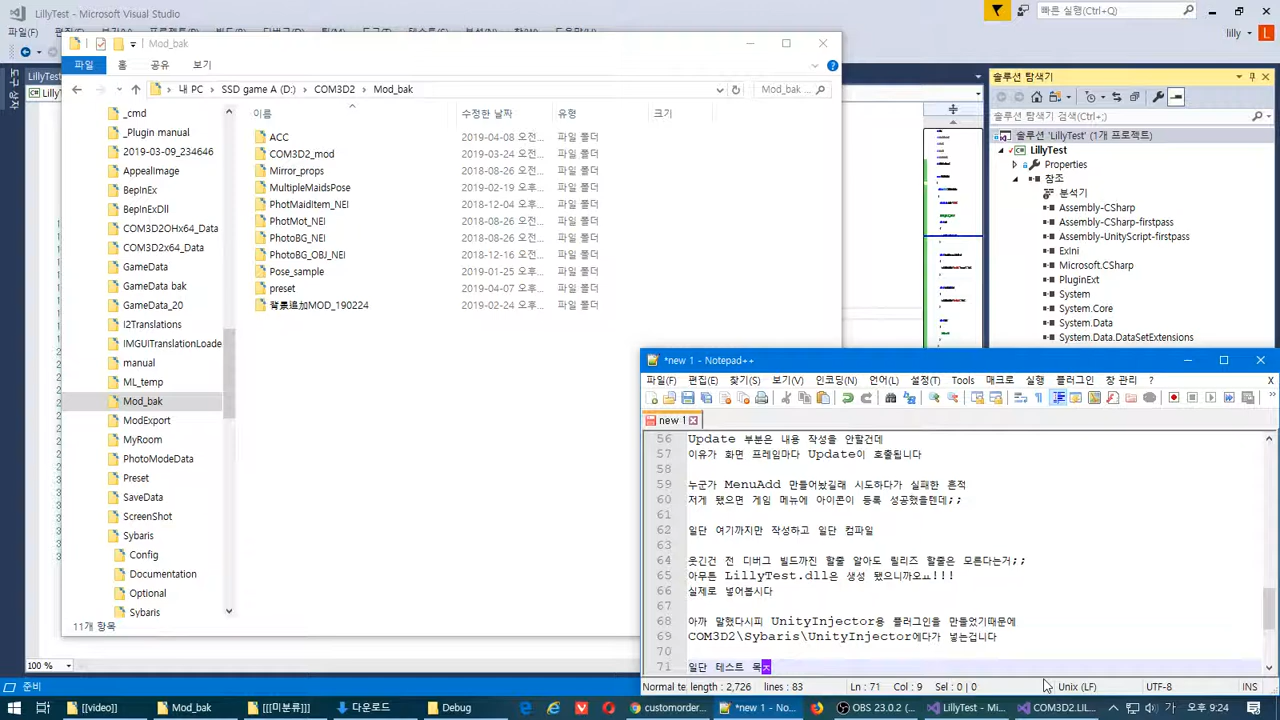 LillyTest - Microsoft Visual Studio
빠른 실행(Ctrl+Q)
파일(F)
lilly
L
Mod_bak
파일
홈
공유
보기
내 PC
SSD game A (D:)
COM3D2
Mod_bak
Mod_bak ...
이름
수정한 날짜
유형
크기
_cmd
_Plugin manual
2019-03-09_234646
AppealImage
BepInEx
BepInExDll
COM3D2OHx64_Data
COM3D2x64_Data
GameData
GameData bak
GameData_20
I2Translations
IMGUITranslationLoade
manual
ML_temp
Mod_bak
ModExport
MyRoom
PhotoModeData
Preset
SaveData
ScreenShot
Sybaris
Config
Documentation
Optional
Sybaris
ACC 2019-04-08 오전... 파일 폴더
COM3D2_mod 2019-03-24 오전... 파일 폴더
Mirror_props 2018-08-26 오전... 파일 폴더
MultipleMaidsPose 2019-02-19 오후... 파일 폴더
PhotMaidItem_NEI 2018-12-04 오후... 파일 폴더
PhotMot_NEI 2018-08-26 오전... 파일 폴더
PhotoBG_NEI 2018-08-26 오전... 파일 폴더
PhotoBG_OBJ_NEI 2018-12-16 오전... 파일 폴더
Pose_sample 2019-01-25 오후... 파일 폴더
preset 2019-04-07 오후... 파일 폴더
背景追加MOD_190224 2019-02-24 오후... 파일 폴더
11개 항목
솔루션 탐색기
솔루션 탐색기 검색(Ctrl+;)
솔루션 'LillyTest' (1개 프로젝트)
LillyTest
Properties
참조
분석기
Assembly-CSharp
Assembly-CSharp-firstpass
Assembly-UnityScript-firstpass
ExIni
Microsoft.CSharp
PluginExt
System
System.Core
System.Data
System.Data.DataSetExtensions
*new 1 - Notepad++
파일(F) 편집(E) 찾기(S) 보기(V) 인코딩(N) 언어(L) 설정(T) Tools 매크로 실행 플러그인 창 관리 ? X
new 1
56 Update 부분은 내용 작성을 안할건데
57 이유가 화면 프레임마다 Update이 호출됩니다
58
59 누군가 MenuAdd 만들어놨길래 시도하다가 실패한 흔적
60 저게 됐으면 게임 메뉴에 아이콘이 등록 성공했을텐데;;
61
62 일단 여기까지만 작성하고 일단 컴파일
63
64 웃긴건 전 디버그 빌드까진 할줄 알아도 릴리즈 할줄은 모른다는거;;
65 아무튼 LillyTest.dll은 생성 됐으니까오ㅛ!!!
66 실제로 넣어봅시다
67
68 아까 말했다시피 UnityInjector용 플러그인을 만들었기때문에
69 COM3D2\Sybaris\UnityInjector에다가 넣는겁니다
70
71 일단 테스트 목ㅈ
Normal te length : 2,726 lines : 83 Ln : 71 Col : 9 Sel : 0 | 0 Unix (LF) UTF-8 INS
100 %
준비
[[video]]
Mod_bak
[[[미분류]]]
다운로드
Debug
customorder...
*new 1 - No...
OBS 23.0.2 (...
LillyTest - Mi...
COM3D2.LIL...
가
오후 9:24